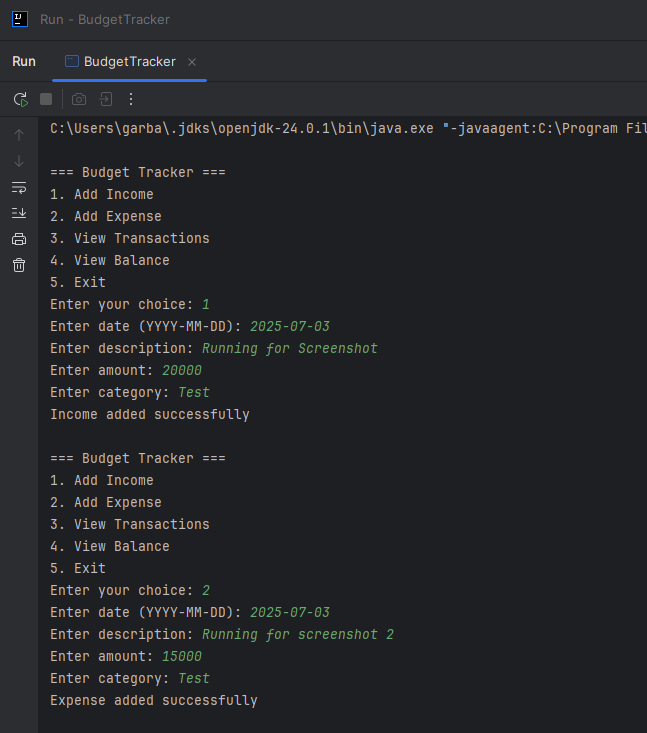 Run - BudgetTracker
Run BudgetTracker
C:\Users\garba\.jdks\openjdk-24.0.1\bin\java.exe "-javaagent:C:\Program Fil
=== Budget Tracker ===
1. Add Income
2. Add Expense
3. View Transactions
4. View Balance
5. Exit
Enter your choice: 1
Enter date (YYYY-MM-DD): 2025-07-03
Enter description: Running for Screenshot
Enter amount: 20000
Enter category: Test
Income added successfully
=== Budget Tracker ===
1. Add Income
2. Add Expense
3. View Transactions
4. View Balance
5. Exit
Enter your choice: 2
Enter date (YYYY-MM-DD): 2025-07-03
Enter description: Running for screenshot 2
Enter amount: 15000
Enter category: Test
Expense added successfully